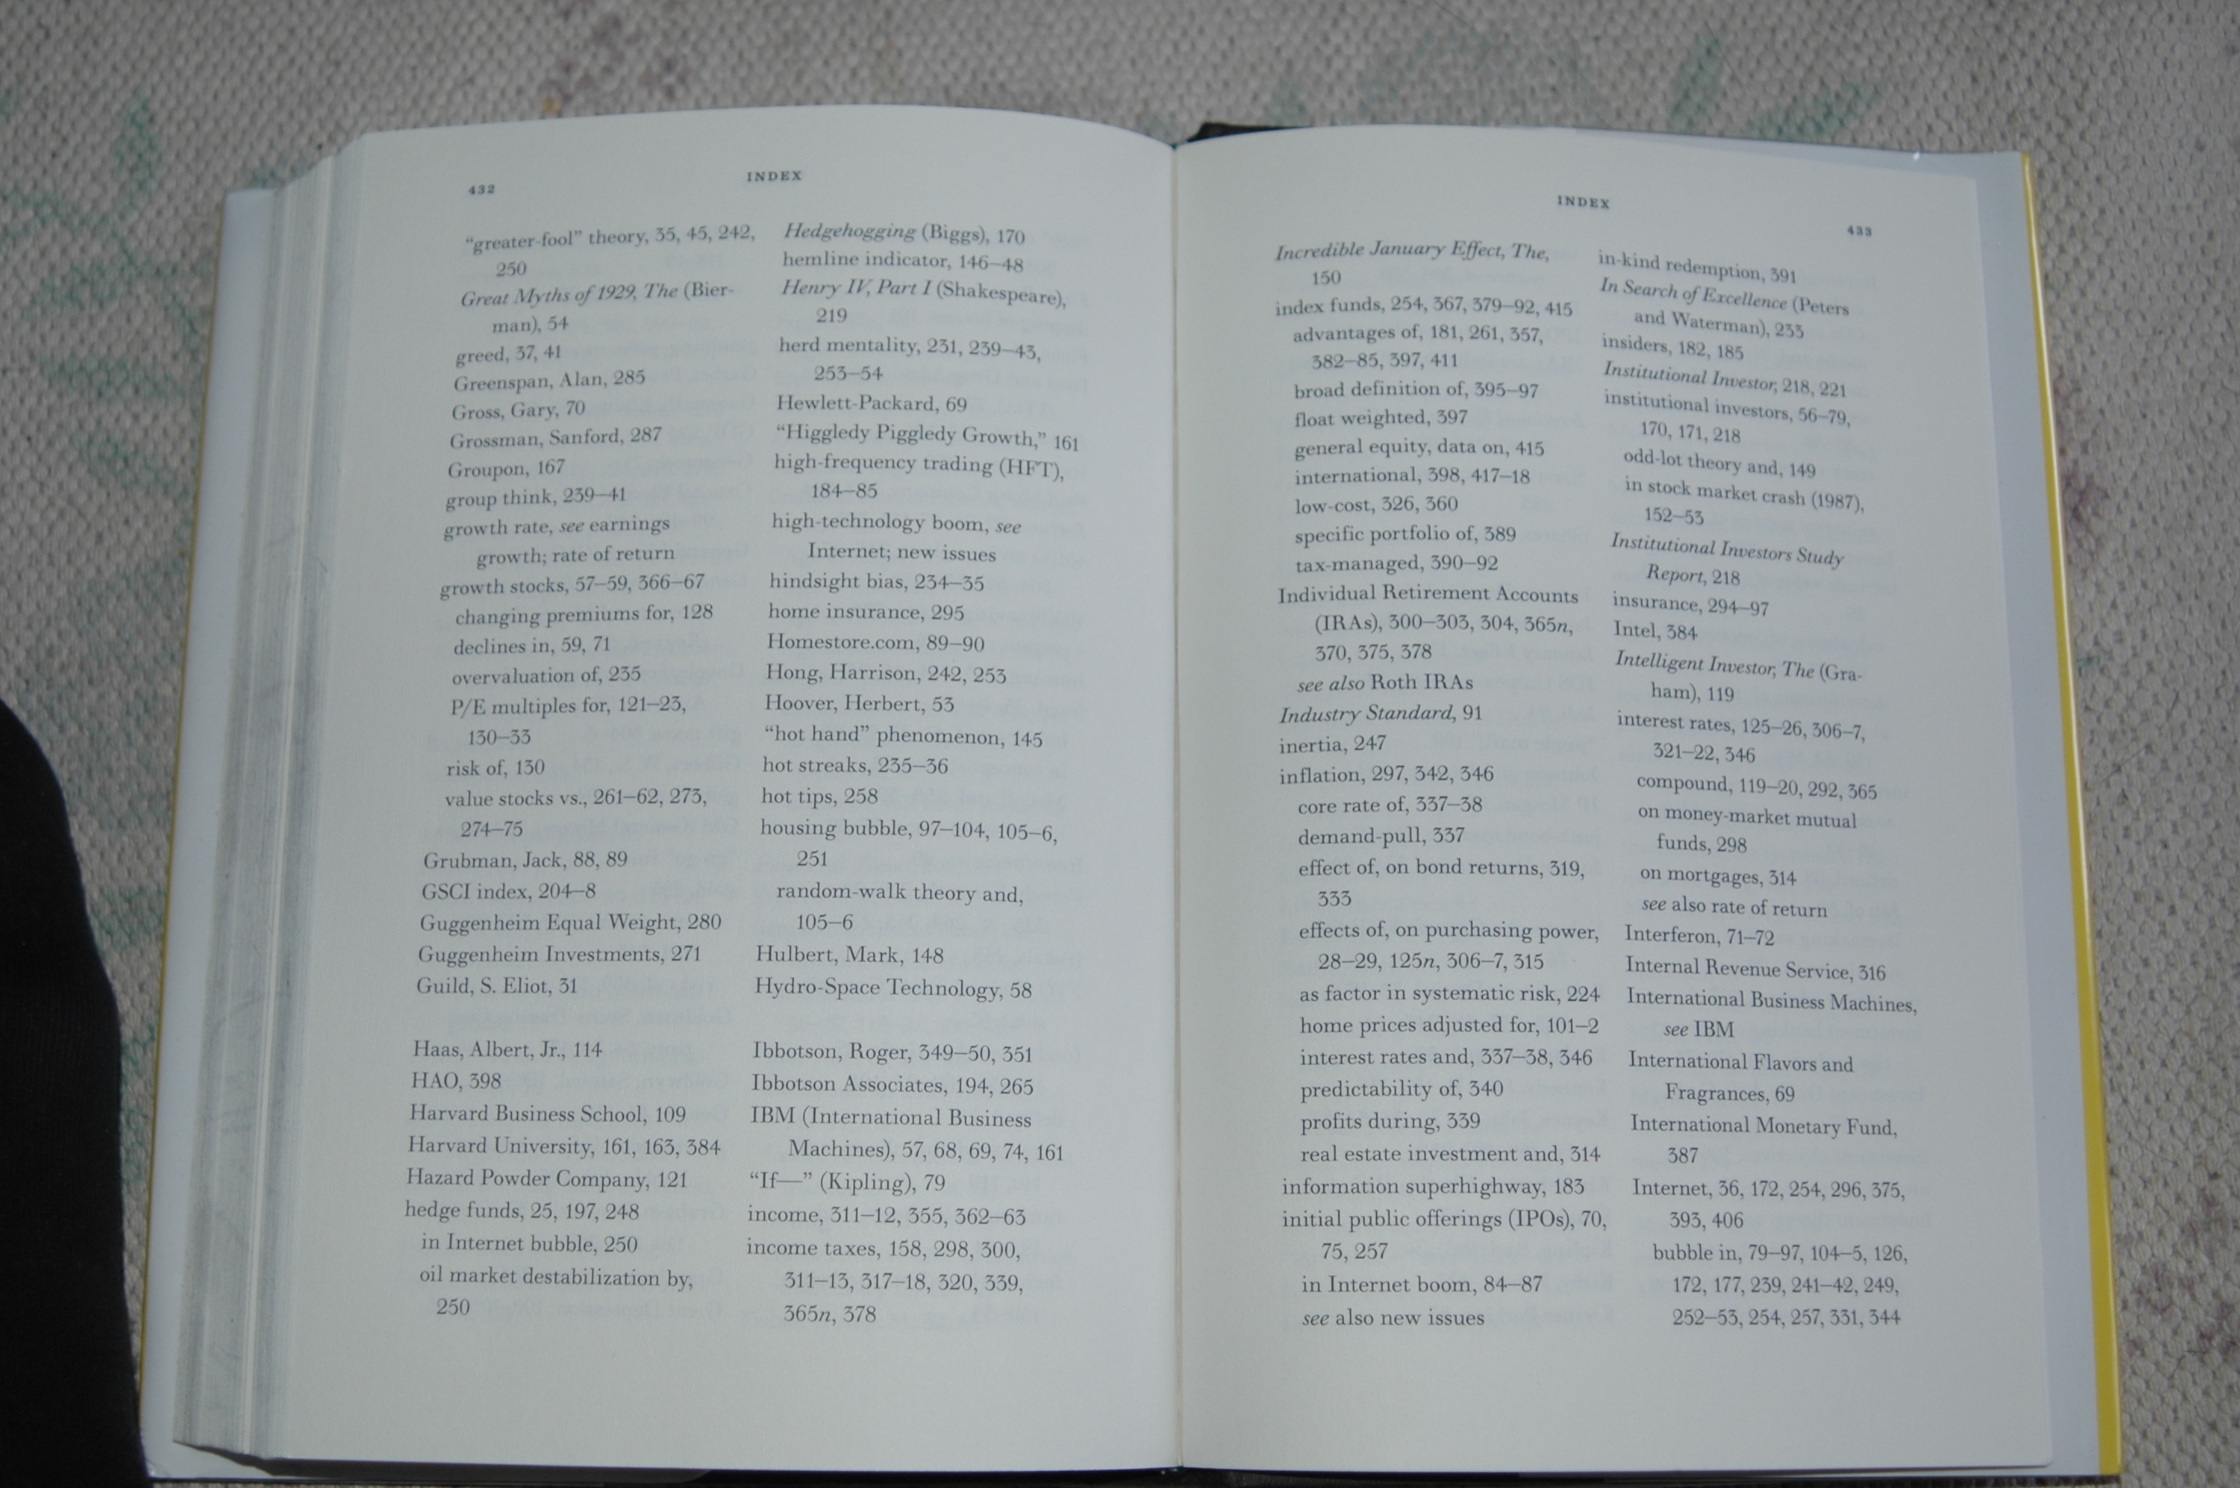 432
INDEX
"greater-fool" theory, 35, 45, 242,
250
Great Myths of 1929, The (Bier-
man), 54
greed, 37, 41
Greenspan, Alan, 285
Gross, Gary, 70
Grossman, Sanford, 287
Groupon, 167
group think, 239–41
growth rate, see earnings
growth; rate of return
growth stocks, 57–59, 366–67
changing premiums for, 128
declines in, 59, 71
overvaluation of, 235
P/E multiples for, 121–23,
130–33
risk of, 130
value stocks vs., 261–62, 273,
274–75
Grubman, Jack, 88, 89
GSCI index, 204–8
Guggenheim Equal Weight, 280
Guggenheim Investments, 271
Guild, S. Eliot, 31
Haas, Albert, Jr., 114
HAO, 398
Harvard Business School, 109
Harvard University, 161, 163, 384
Hazard Powder Company, 121
hedge funds, 25, 197, 248
in Internet bubble, 250
oil market destabilization by,
250
Hedgehogging (Biggs), 170
hemline indicator, 146–48
Henry IV, Part I (Shakespeare),
219
herd mentality, 231, 239–43,
253–54
Hewlett-Packard, 69
"Higgledy Piggledy Growth," 161
high-frequency trading (HFT),
184–85
high-technology boom, see
Internet; new issues
hindsight bias, 234–35
home insurance, 295
Homestore.com, 89–90
Hong, Harrison, 242, 253
Hoover, Herbert, 53
"hot hand" phenomenon, 145
hot streaks, 235–36
hot tips, 258
housing bubble, 97–104, 105–6,
251
random-walk theory and,
105–6
Hulbert, Mark, 148
Hydro-Space Technology, 58
Ibbotson, Roger, 349–50, 351
Ibbotson Associates, 194, 265
IBM (International Business
Machines), 57, 68, 69, 74, 161
"If—" (Kipling), 79
income, 311–12, 355, 362–63
income taxes, 158, 298, 300,
311–13, 317–18, 320, 339,
365n, 378
INDEX
433
Incredible January Effect, The,
150
index funds, 254, 367, 379–92, 415
advantages of, 181, 261, 357,
382–85, 397, 411
broad definition of, 395–97
float weighted, 397
general equity, data on, 415
international, 398, 417–18
low-cost, 326, 360
specific portfolio of, 389
tax-managed, 390–92
Individual Retirement Accounts
(IRAs), 300–303, 304, 365n,
370, 375, 378
see also Roth IRAs
Industry Standard, 91
inertia, 247
inflation, 297, 342, 346
core rate of, 337–38
demand-pull, 337
effect of, on bond returns, 319,
333
effects of, on purchasing power,
28–29, 125n, 306–7, 315
as factor in systematic risk, 224
home prices adjusted for, 101–2
interest rates and, 337–38, 346
predictability of, 340
profits during, 339
real estate investment and, 314
information superhighway, 183
initial public offerings (IPOs), 70,
75, 257
in Internet boom, 84–87
see also new issues
in-kind redemption, 391
In Search of Excellence (Peters
and Waterman), 233
insiders, 182, 185
Institutional Investor, 218, 221
institutional investors, 56–79,
170, 171, 218
odd-lot theory and, 149
in stock market crash (1987),
152–53
Institutional Investors Study
Report, 218
insurance, 294–97
Intel, 384
Intelligent Investor, The (Gra-
ham), 119
interest rates, 125–26, 306–7,
321–22, 346
compound, 119–20, 292, 365
on money-market mutual
funds, 298
on mortgages, 314
see also rate of return
Interferon, 71–72
Internal Revenue Service, 316
International Business Machines,
see IBM
International Flavors and
Fragrances, 69
International Monetary Fund,
387
Internet, 36, 172, 254, 296, 375,
393, 406
bubble in, 79–97, 104–5, 126,
172, 177, 239, 241–42, 249,
252–53, 254, 257, 331, 344